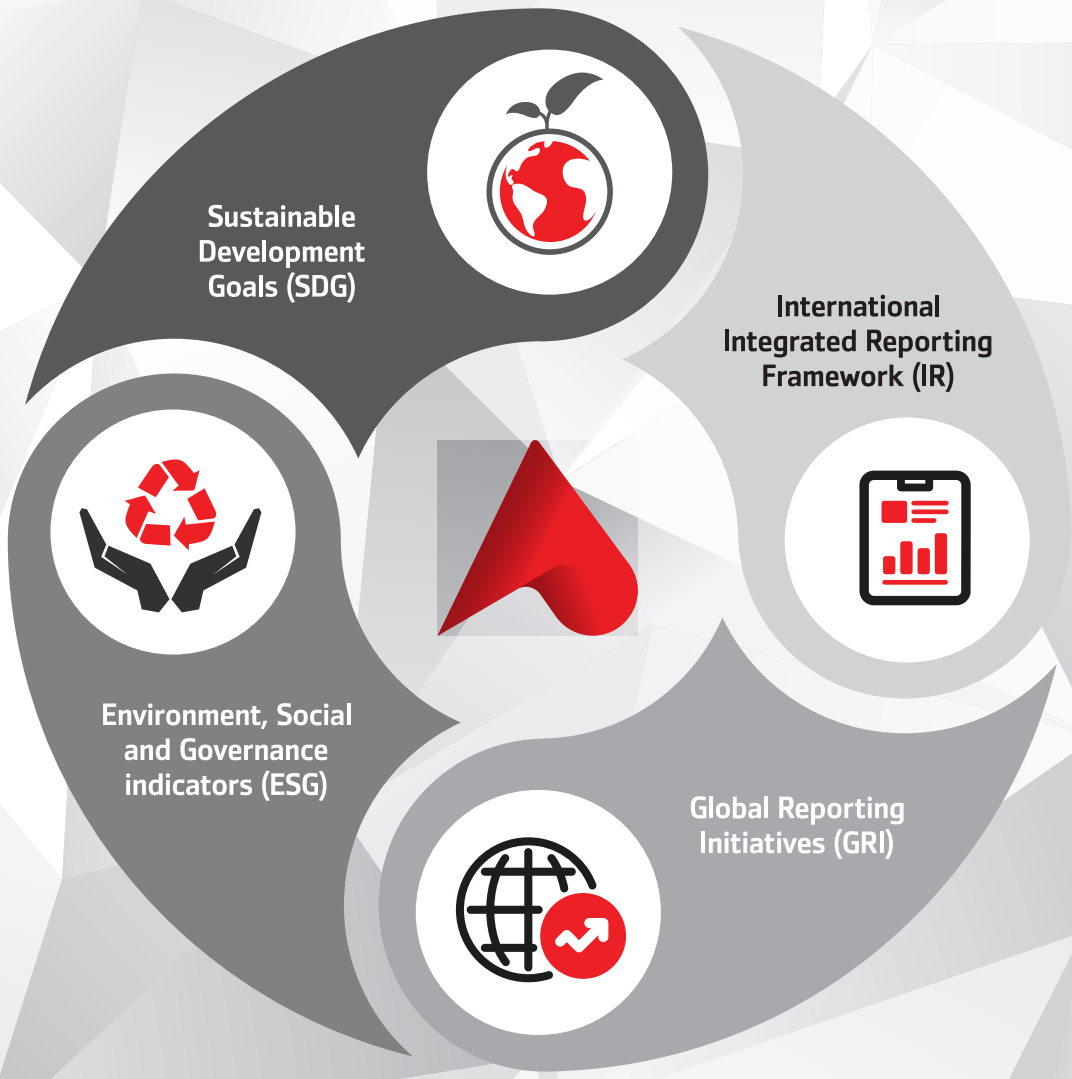 Sustainable
Development
Goals (SDG)
International
Integrated Reporting
Framework (IR)
Environment, Social
and Governance
indicators (ESG)
Global Reporting
Initiatives (GRI)